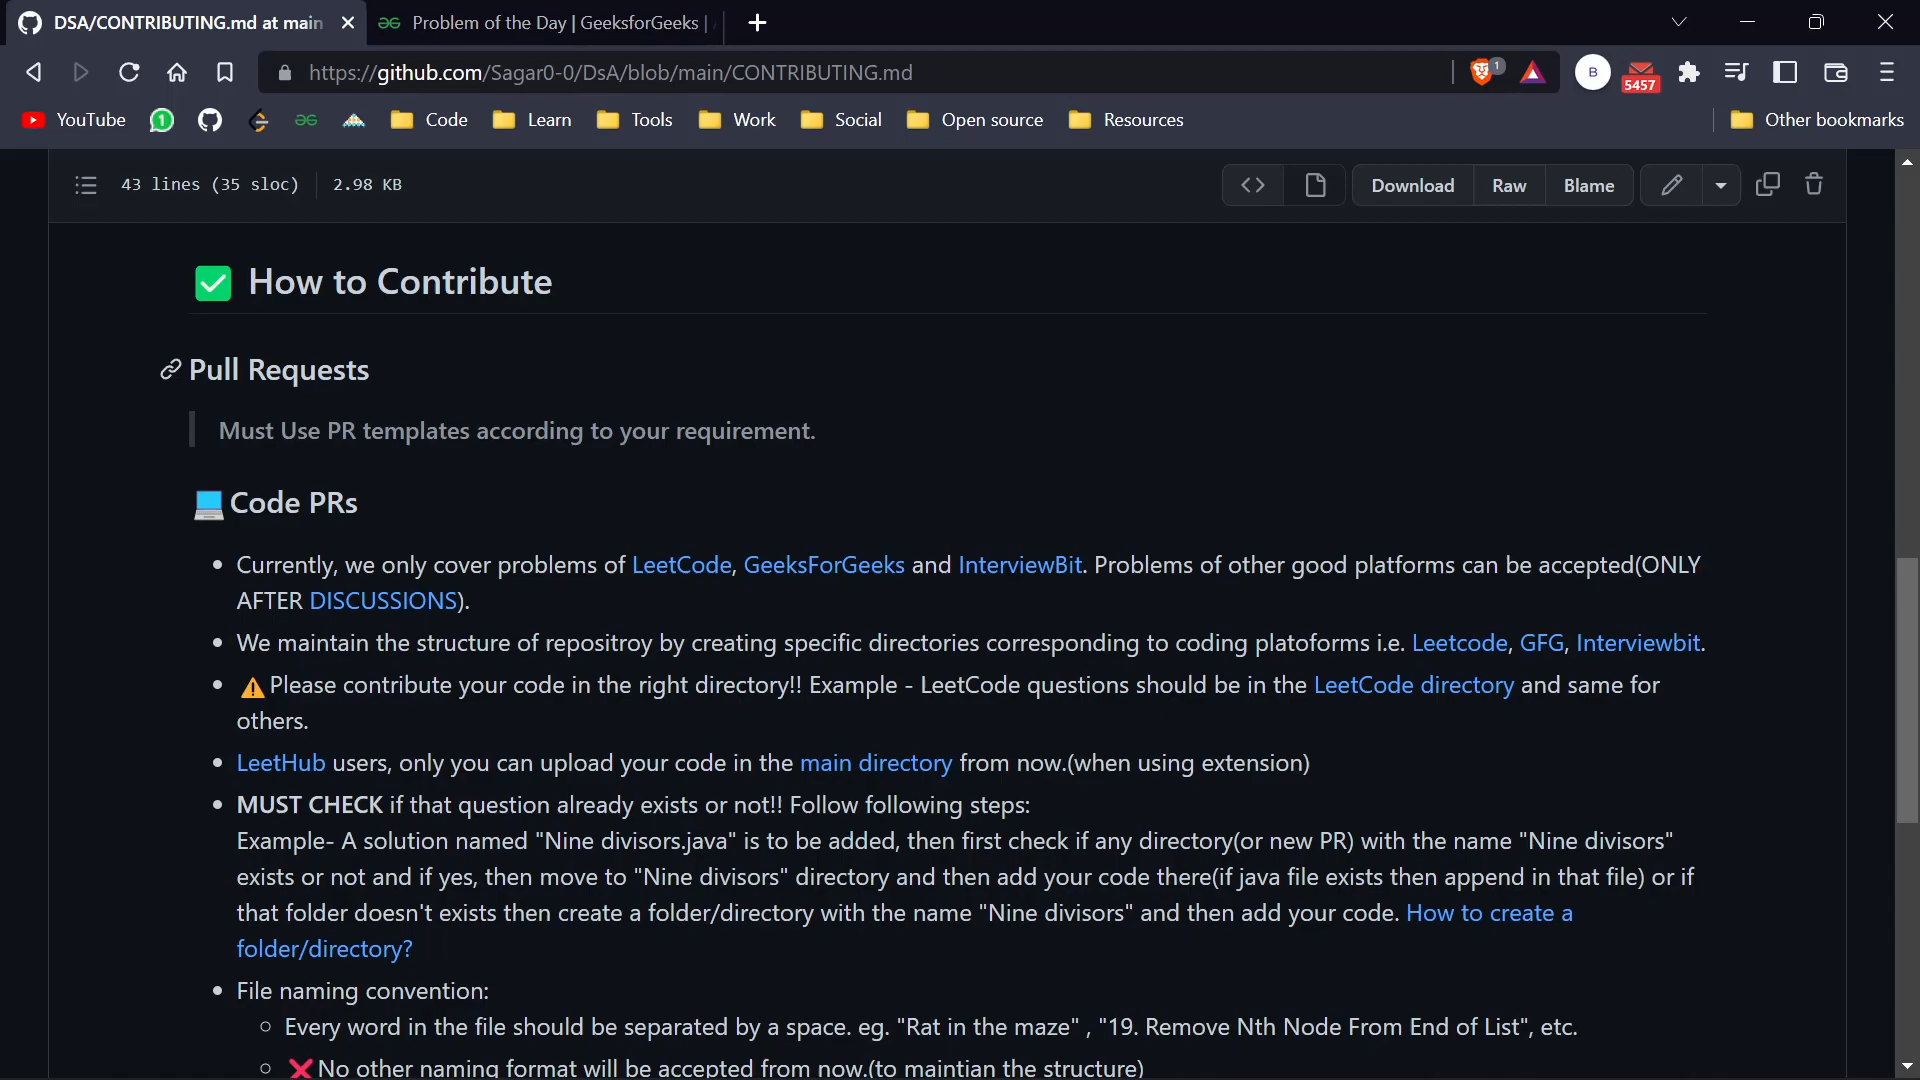 DSA/CONTRIBUTING.md at main
Problem of the Day | GeeksforGeeks |
https://github.com/Sagar0-0/DsA/blob/main/CONTRIBUTING.md
1
B
5457
YouTube
1
Code
Learn
Tools
Work
Social
Open source
Resources
Other bookmarks
43 lines (35 sloc)
2.98 KB
Download
Raw
Blame
How to Contribute
Pull Requests
Must Use PR templates according to your requirement.
Code PRs
Currently, we only cover problems of LeetCode, GeeksForGeeks and InterviewBit. Problems of other good platforms can be accepted(ONLY
AFTER DISCUSSIONS).
We maintain the structure of repositroy by creating specific directories corresponding to coding platoforms i.e. Leetcode, GFG, Interviewbit.
Please contribute your code in the right directory!! Example - LeetCode questions should be in the LeetCode directory and same for
others.
LeetHub users, only you can upload your code in the main directory from now.(when using extension)
MUST CHECK if that question already exists or not!! Follow following steps:
Example- A solution named "Nine divisors.java" is to be added, then first check if any directory(or new PR) with the name "Nine divisors"
exists or not and if yes, then move to "Nine divisors" directory and then add your code there(if java file exists then append in that file) or if
that folder doesn't exists then create a folder/directory with the name "Nine divisors" and then add your code. How to create a
folder/directory?
File naming convention:
Every word in the file should be separated by a space. eg. "Rat in the maze" , "19. Remove Nth Node From End of List", etc.
No other naming format will be accepted from now.(to maintian the structure)